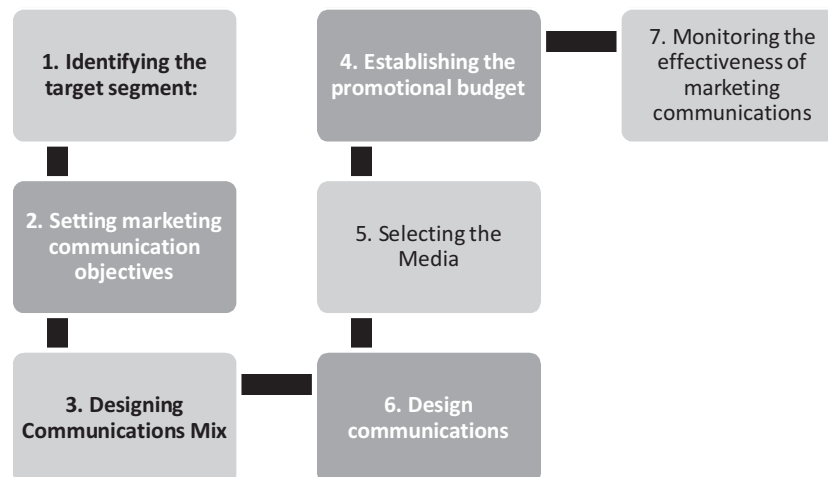 1. Identifying the
target segment:
2. Setting marketing
communication
objectives
3. Designing
Communications Mix
4. Establishing the
promotional budget
5. Selecting the
Media
6. Design
communications
7. Monitoring the
effectiveness of
marketing
communications